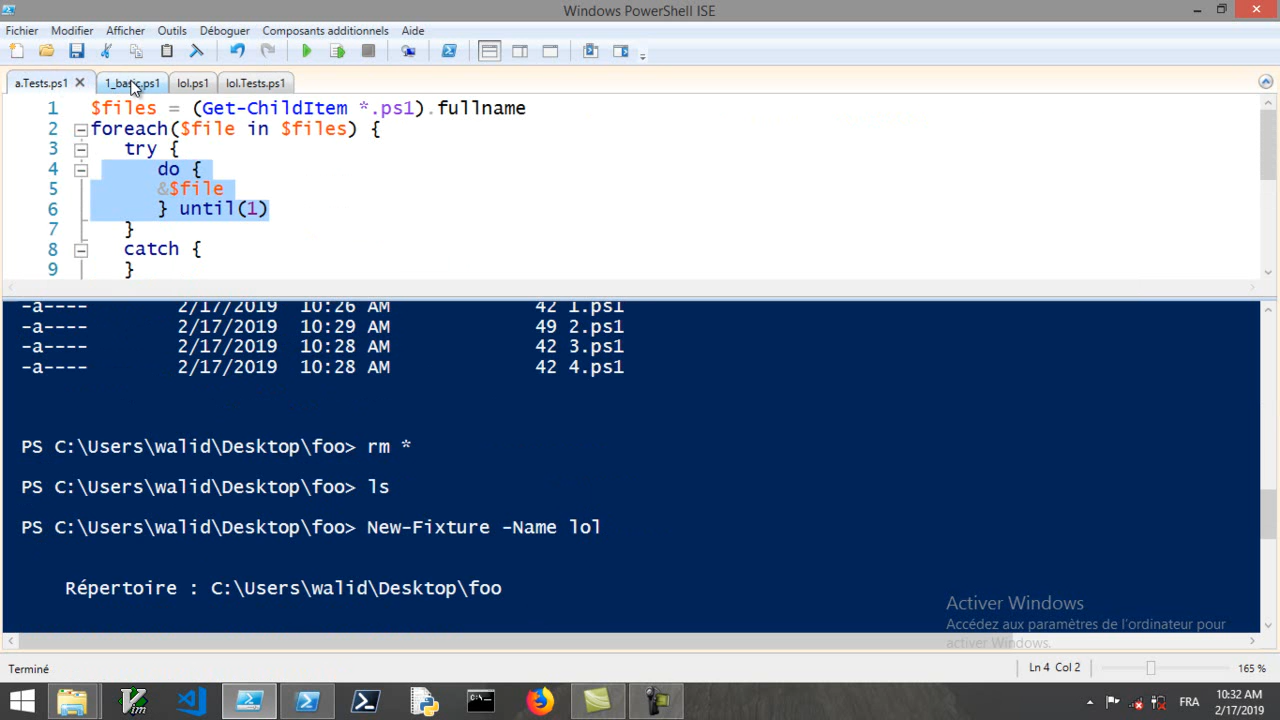 Windows PowerShell ISE
Fichier Modifier Afficher Outils Déboguer Composants additionnels Aide
a.Tests.ps1 1_basic.ps1 lol.ps1 lol.Tests.ps1
1 $files = (Get-ChildItem *.ps1).fullname
2 foreach($file in $files) {
3 try {
4 do {
5 &$file
6 } until(1)
7 }
8 catch {
9 }
-a---- 2/17/2019 10:26 AM 42 1.ps1
-a---- 2/17/2019 10:29 AM 49 2.ps1
-a---- 2/17/2019 10:28 AM 42 3.ps1
-a---- 2/17/2019 10:28 AM 42 4.ps1
PS C:\Users\walid\Desktop\foo> rm *
PS C:\Users\walid\Desktop\foo> ls
PS C:\Users\walid\Desktop\foo> New-Fixture -Name lol
Répertoire : C:\Users\walid\Desktop\foo
Activer Windows
Accédez aux paramètres de l'ordinateur pour
activer Windows.
Terminé Ln 4 Col 2 165 %
FRA 10:32 AM
2/17/2019